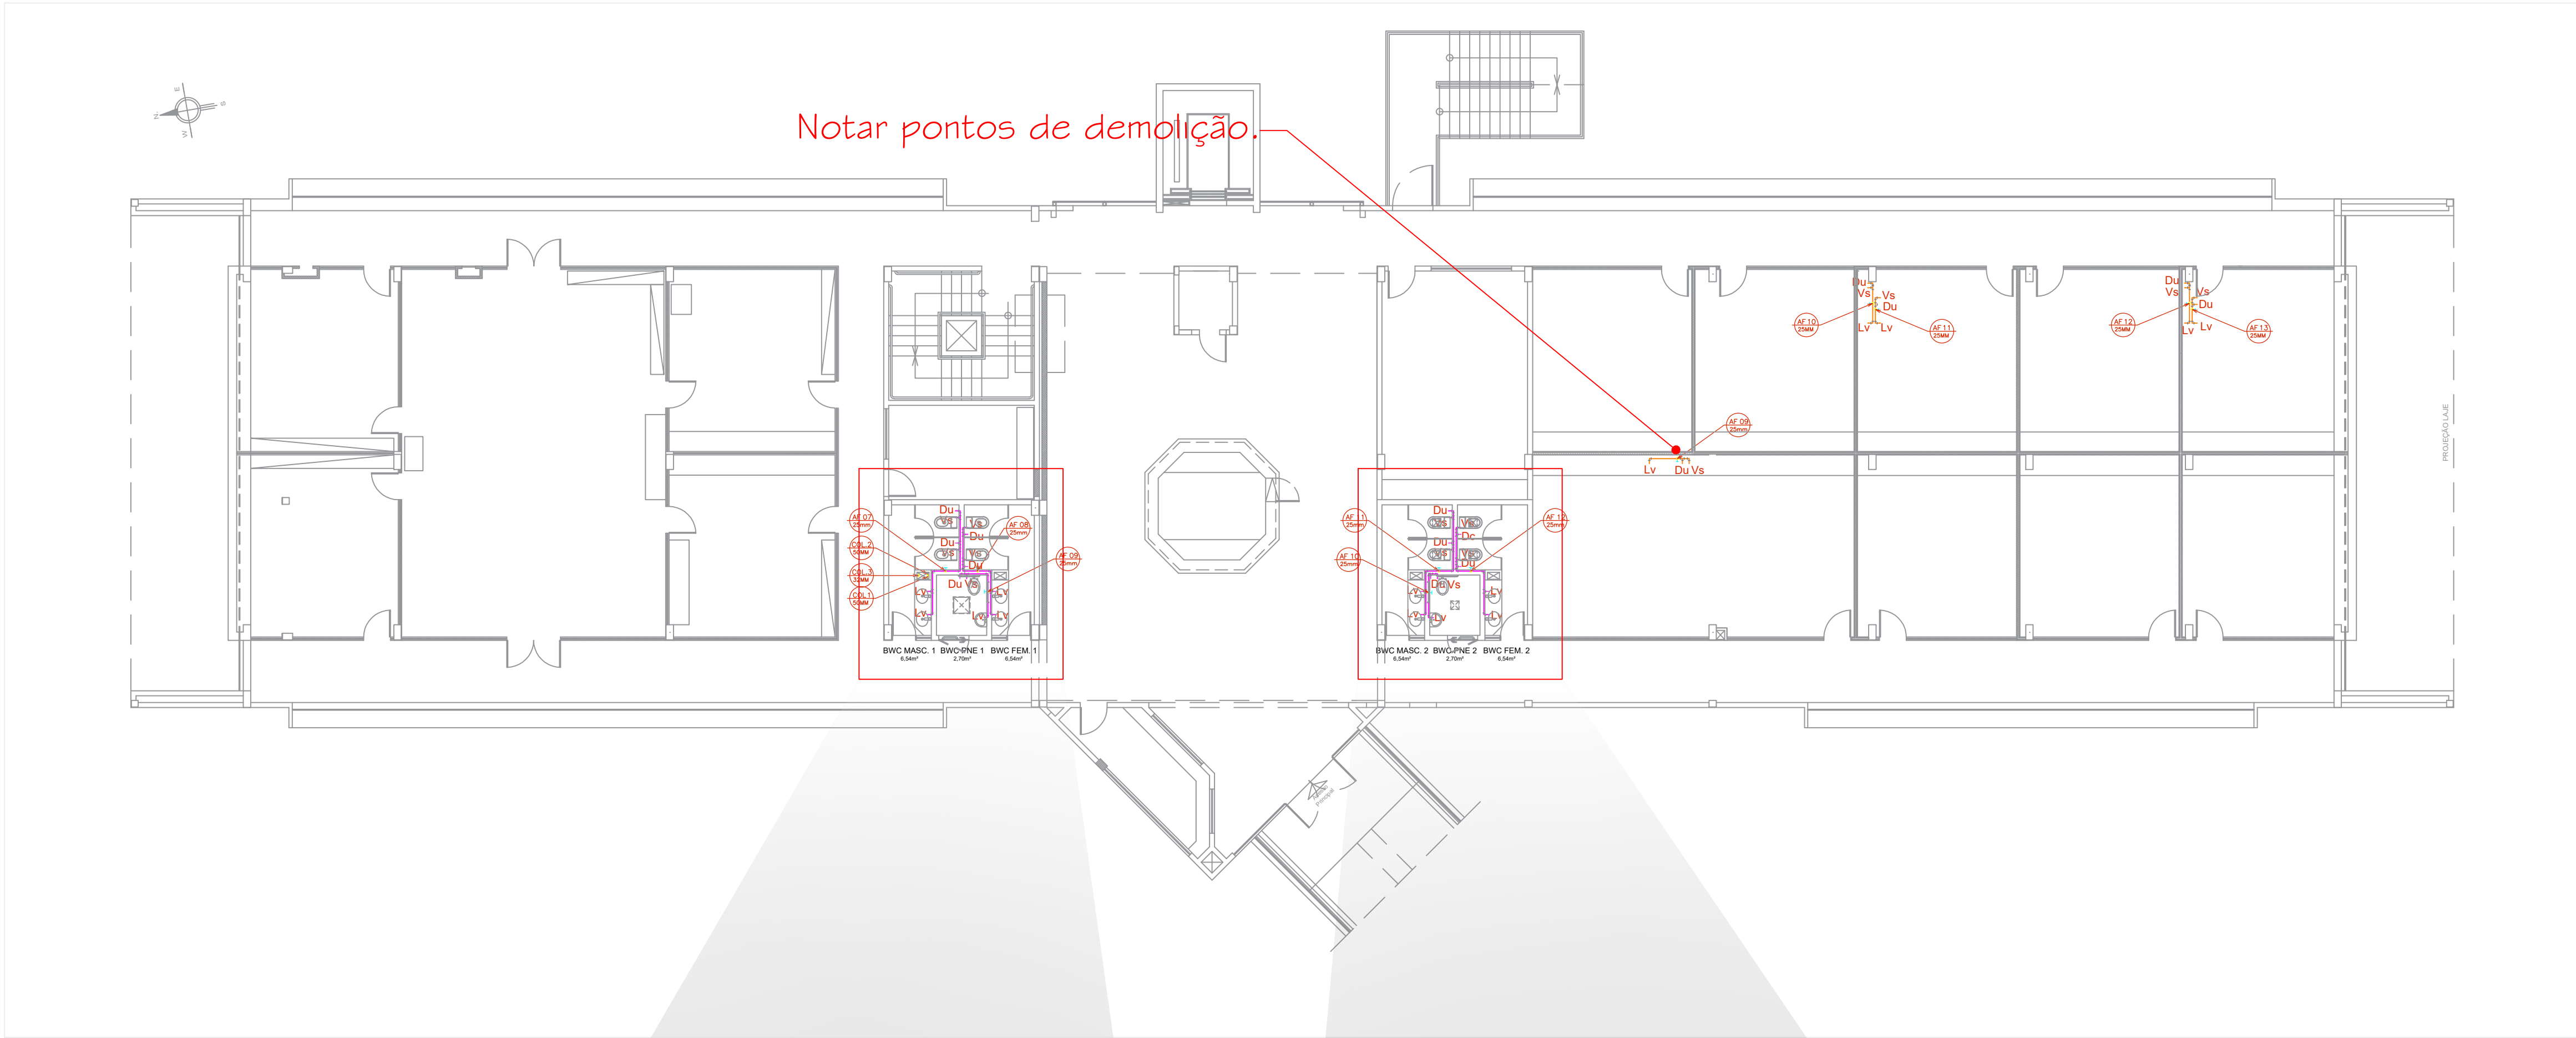 E
S
N
W
Notar pontos de demolição.
Du
Vs
Vs
Du
AF.10
25MM
Lv
Lv
AF.11
25MM
Du
Vs
Vs
Du
AF.12
25MM
Lv
Lv
AF.13
25MM
PROJEÇÃO LAJE
AF.09
25mm
Lv
Du
Vs
AF.07
25mm
Du
Vs
Vs
Du
AF.08
25mm
COL.2
50MM
Du
Vs
Vs
Du
AF.09
25mm
COL.3
32MM
Du
Vs
COL.1
50MM
Lv
Lv
Lv
Lv
Lv
BWC MASC. 1
6,54m²
BWC PNE 1
2,70m²
BWC FEM. 1
6,54m²
AF.11
25mm
Du
Vs
Vs
Dc
AF.12
25mm
Du
Vs
Vs
Du
AF.10
25mm
Du
Vs
Lv
Lv
Lv
Lv
Lv
BWC MASC. 2
6,54m²
BWC PNE 2
2,70m²
BWC FEM. 2
6,54m²
Principal